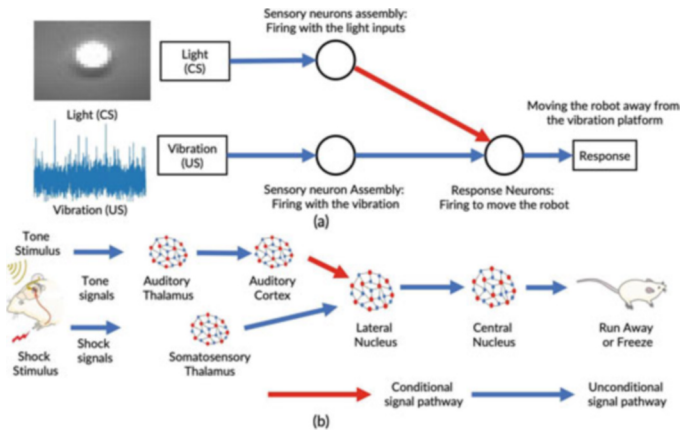 Sensory neurons assembly:
Firing with the light inputs
Light
(CS)
Light (CS)
Moving the robot away from
the vibration platform
Vibration
(US)
Response
Vibration (US)
Sensory neuron Assembly:
Firing with the vibration
Response Neurons:
Firing to move the robot
(a)
Tone
Stimulus
Tone
signals
Auditory
Thalamus
Auditory
Cortex
Lateral
Nucleus
Central
Nucleus
Run Away
or Freeze
Shock
Stimulus
Shock
signals
Somatosensory
Thalamus
Conditional
signal pathway
Unconditional
signal pathway
(b)